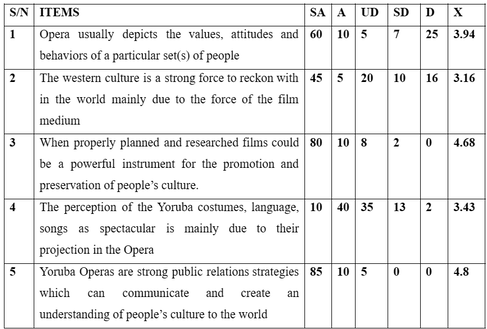 S/N ITEMS SA A UD SD D X
1 Opera usually depicts the values, attitudes and 60 10 5 7 25 3.94
behaviors of a particular set(s) of people
2 The western culture is a strong force to reckon with 45 5 20 10 16 3.16
in the world mainly due to the force of the film
medium
3 When properly planned and researched films could 80 10 8 2 0 4.68
be a powerful instrument for the promotion and
preservation of people's culture.
4 The perception of the Yoruba costumes, language, 10 40 35 13 2 3.43
songs as spectacular is mainly due to their
projection in the Opera
5 Yoruba Operas are strong public relations strategies 85 10 5 0 0 4.8
which can communicate and create an
understanding of people's culture to the world